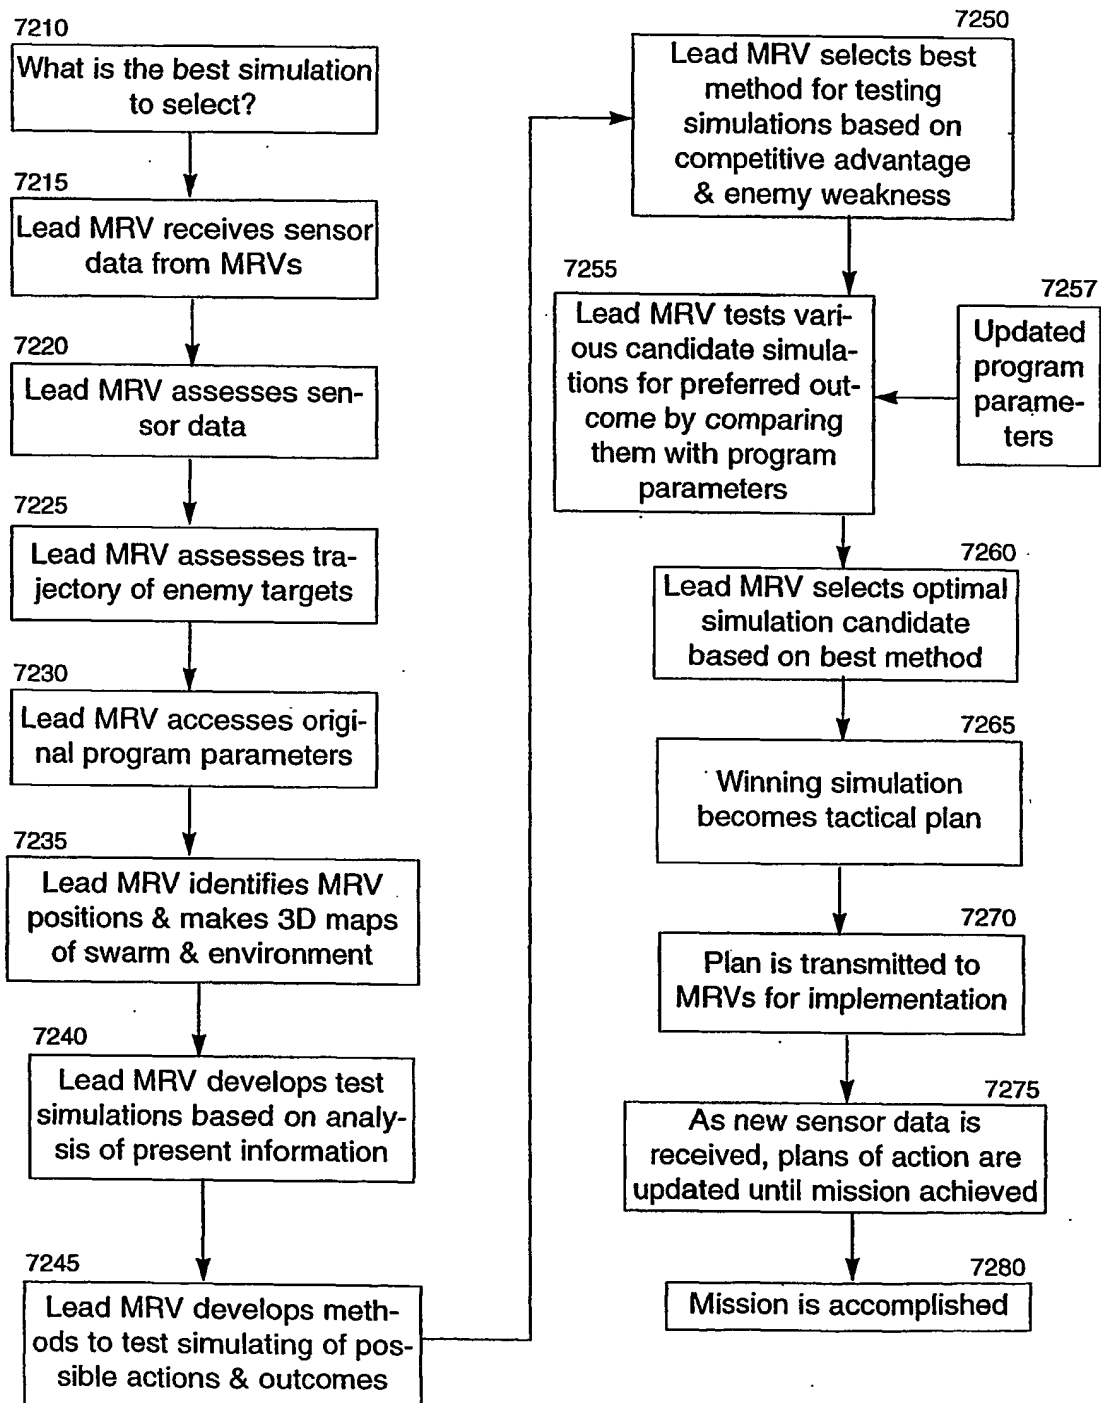 7210
What is the best simulation
to select?
7215
Lead MRV receives sensor
data from MRVs
7220
Lead MRV assesses sen-
sor data
7225
Lead MRV assesses tra-
jectory of enemy targets
7230
Lead MRV accesses origi-
nal program parameters
7235
Lead MRV identifies MRV
positions & makes 3D maps
of swarm & environment
7240
Lead MRV develops test
simulations based on analy-
sis of present information
7245
Lead MRV develops meth-
ods to test simulating of pos-
sible actions & outcomes
7250
Lead MRV selects best
method for testing
simulations based on
competitive advantage
& enemy weakness
7255
Lead MRV tests vari-
ous candidate simula-
tions for preferred out-
come by comparing
them with program
parameters
7257
Updated
program
parame-
ters
7260
Lead MRV selects optimal
simulation candidate
based on best method
7265
Winning simulation
becomes tactical plan
7270
Plan is transmitted to
MRVs for implementation
7275
As new sensor data is
received, plans of action are
updated until mission achieved
7280
Mission is accomplished